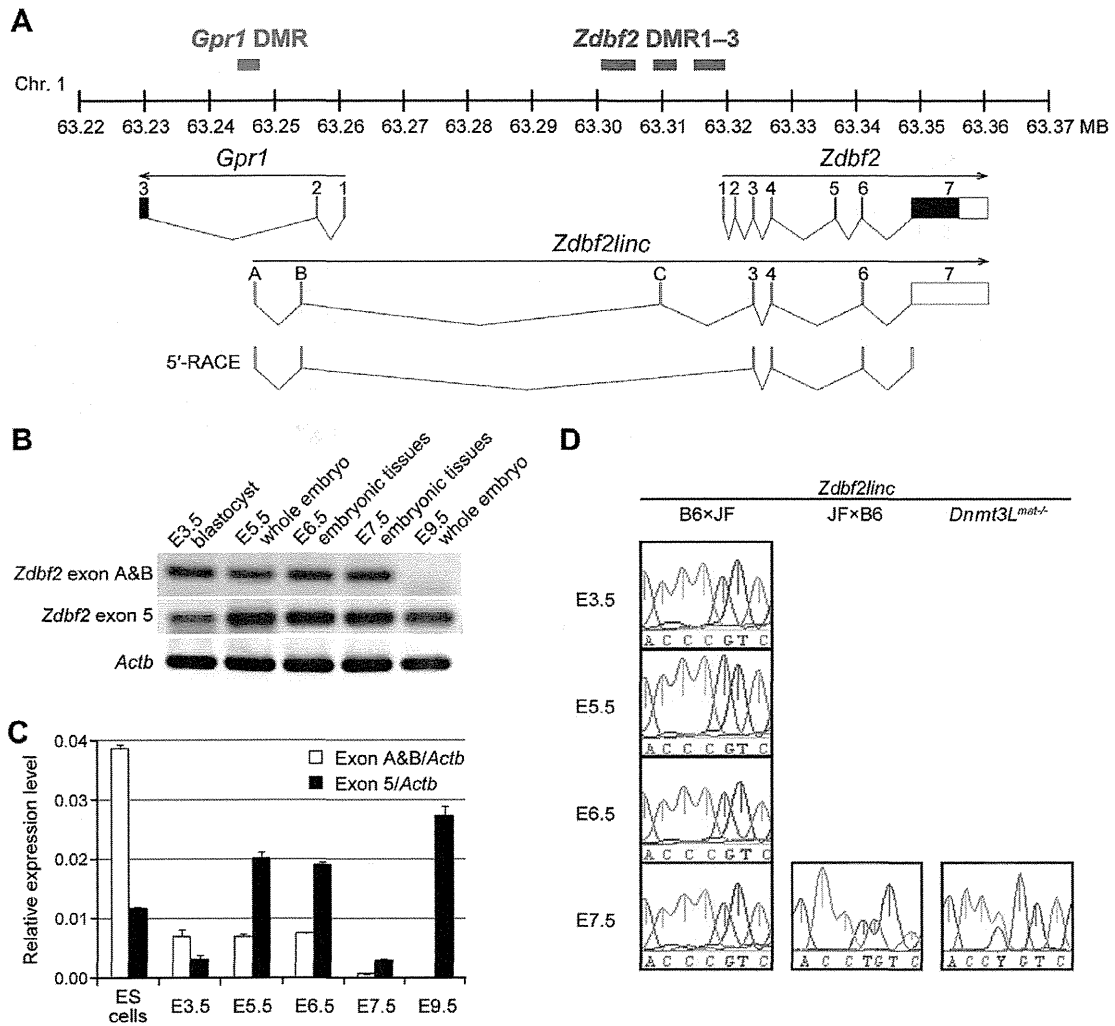 A
Gpr1 DMR
Zdbf2 DMR1–3
Chr. 1
63.22 63.23 63.24 63.25 63.26 63.27 63.28 63.29 63.30 63.31 63.32 63.33 63.34 63.35 63.36 63.37 MB
Gpr1
Zdbf2
3 2 1
1 2 3 4 5 6 7
Zdbf2linc
A B C 3 4 6 7
5′-RACE
B
E3.5 blastocyst
E5.5 whole embryo
E6.5 embryonic tissues
E7.5 embryonic tissues
E9.5 whole embryo
Zdbf2 exon A&B
Zdbf2 exon 5
Actb
C
Relative expression level
0.04
0.03
0.02
0.01
0.00
Exon A&B/Actb
Exon 5/Actb
ES cells
E3.5
E5.5
E6.5
E7.5
E9.5
D
Zdbf2linc
B6×JF
JF×B6
Dnmt3Lmat-/-
E3.5
A C C C G T C
E5.5
A C C C G T C
E6.5
A C C C G T C
E7.5
A C C C G T C
A C C T G T C
A C C Y G T C